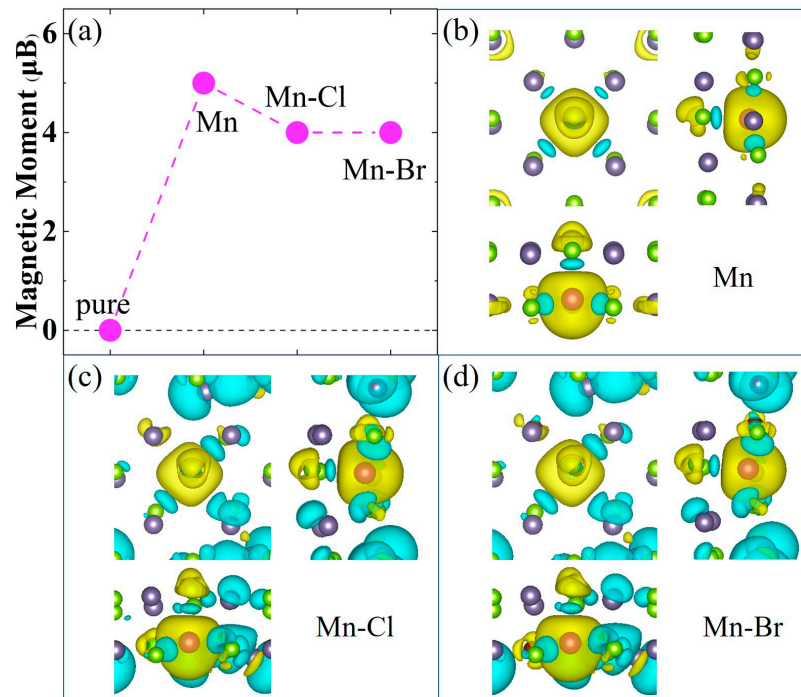 (a)
Magnetic Moment (μB)
6
4
2
0
pure
Mn
Mn-Cl
Mn-Br
(b)
Mn
(c)
Mn-Cl
(d)
Mn-Br